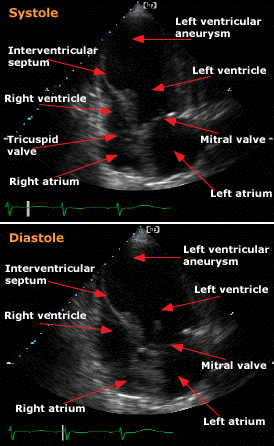 Systole
Left ventricular
aneurysm
Interventricular
septum
Left ventricle
Right ventricle
Tricuspid
valve
Mitral valve
Right atrium
Left atrium
Diastole
Left ventricular
aneurysm
Interventricular
septum
Left ventricle
Right ventricle
Mitral valve
Right atrium
Left atrium